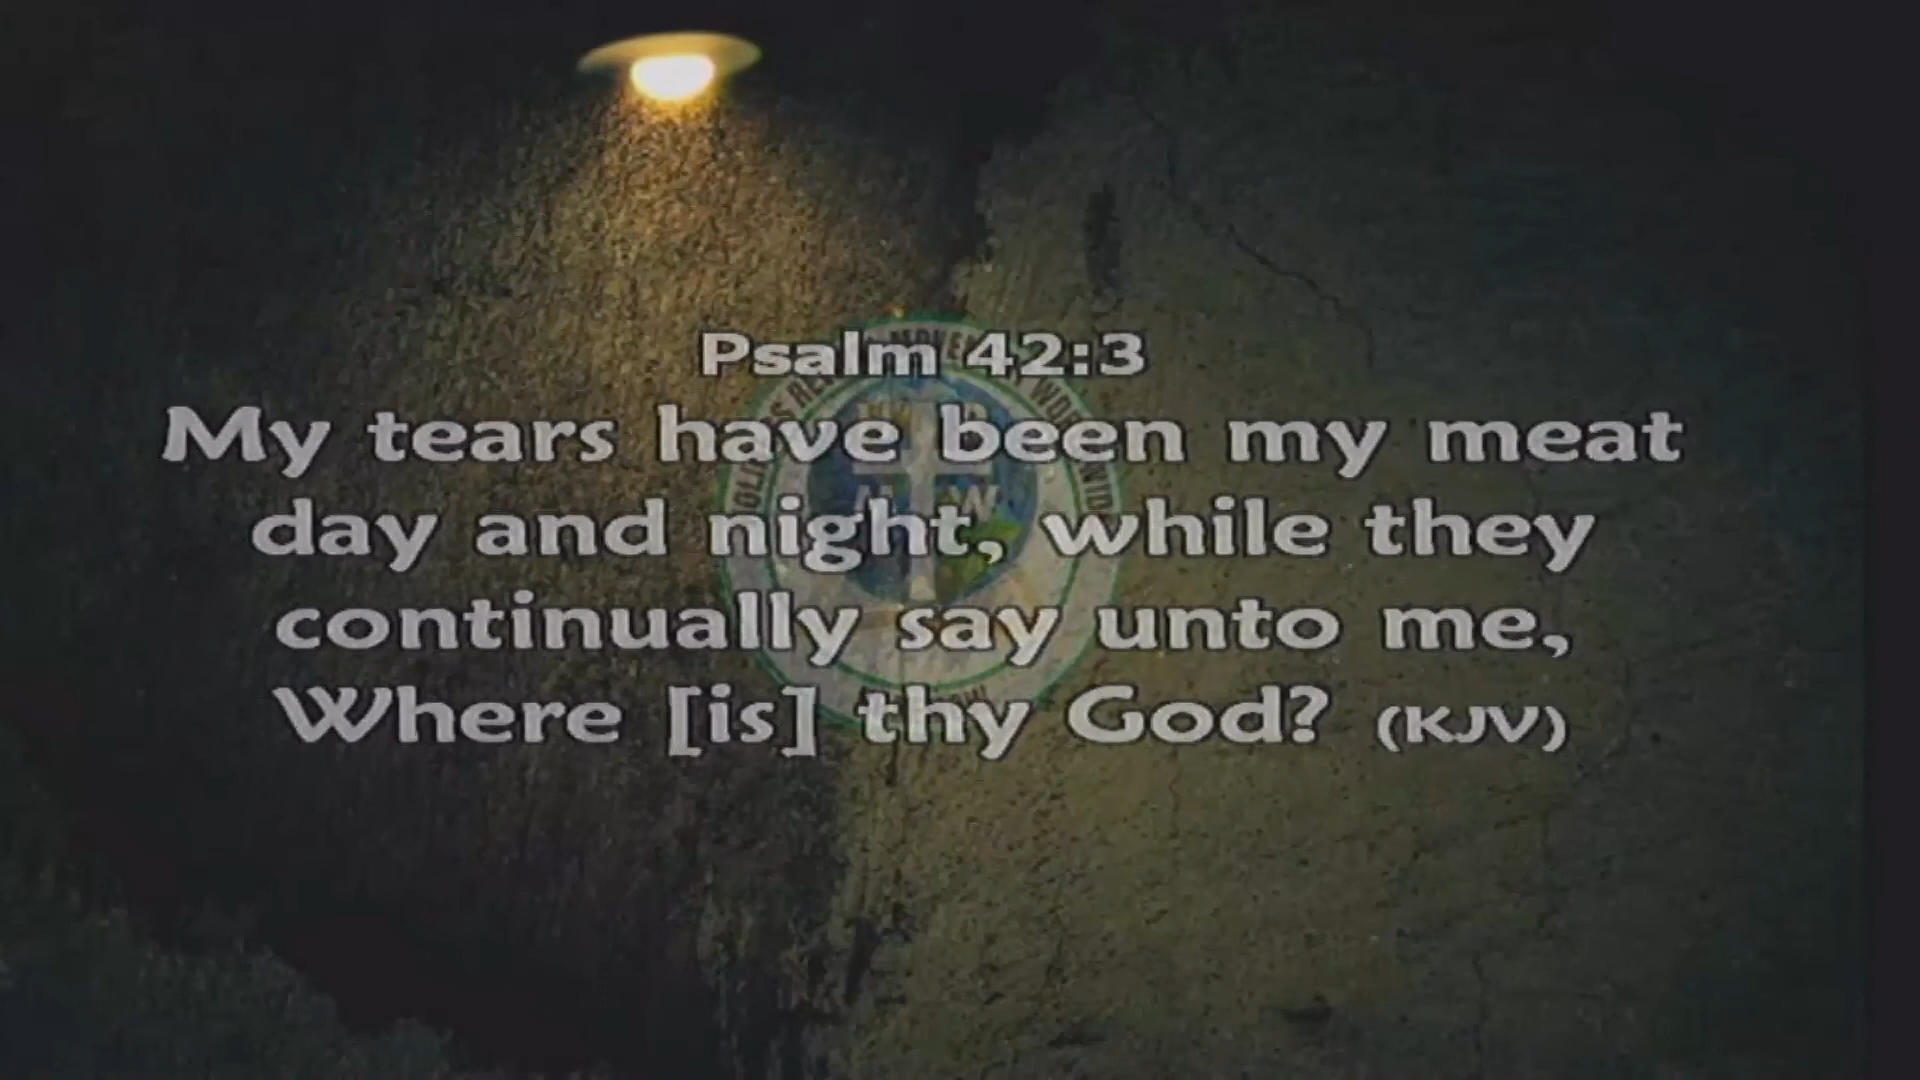 Psalm 42:3
My tears have been my meat
day and night, while they
continually say unto me,
Where [is] thy God? (KJV)